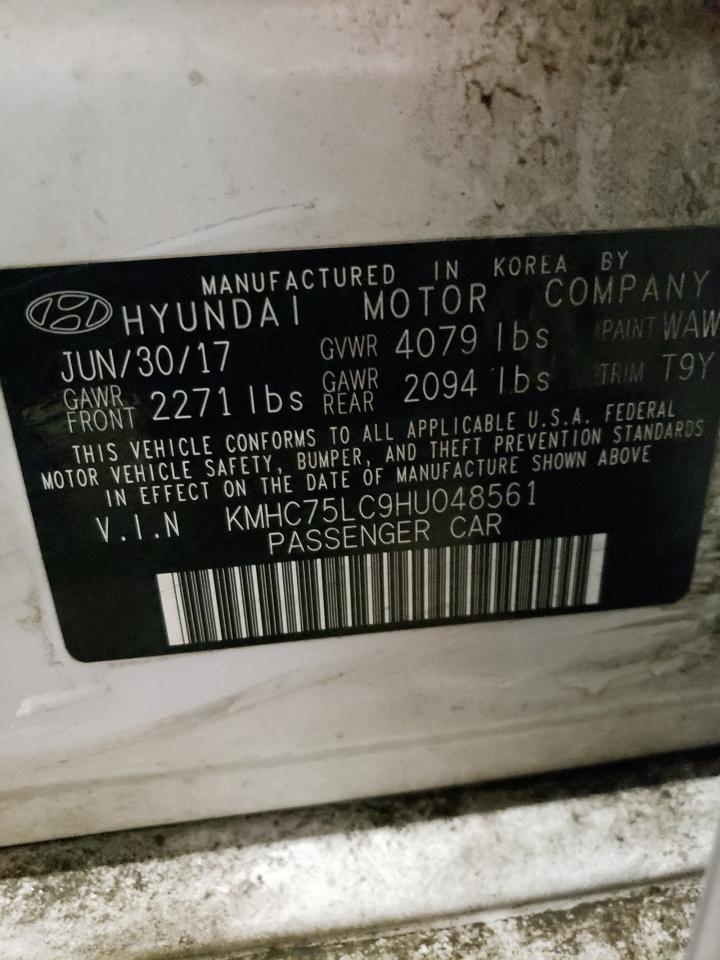 MANUFACTURED IN KOREA BY
HYUNDAI MOTOR COMPANY
JUN/30/17 GVWR 4079 lbs PAINT WAW
GAWR FRONT 2271 lbs GAWR REAR 2094 lbs TRIM T9Y
THIS VEHICLE CONFORMS TO ALL APPLICABLE U.S.A. FEDERAL
MOTOR VEHICLE SAFETY, BUMPER, AND THEFT PREVENTION STANDARDS
IN EFFECT ON THE DATE OF MANUFACTURE SHOWN ABOVE
V.I.N KMHC75LC9HU048561
PASSENGER CAR